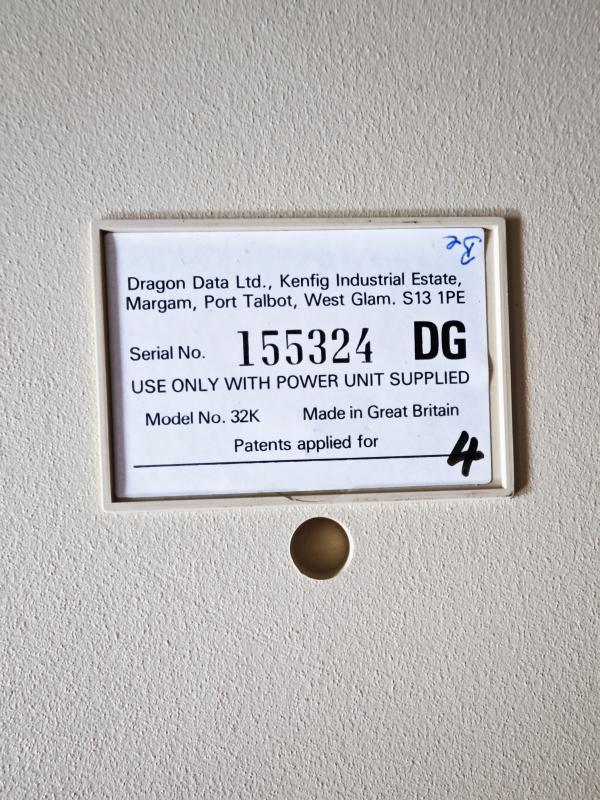 Dragon Data Ltd., Kenfig Industrial Estate,
Margam, Port Talbot, West Glam. S13 1PE
Serial No. 155324 DG
USE ONLY WITH POWER UNIT SUPPLIED
Model No. 32K Made in Great Britain
Patents applied for
4